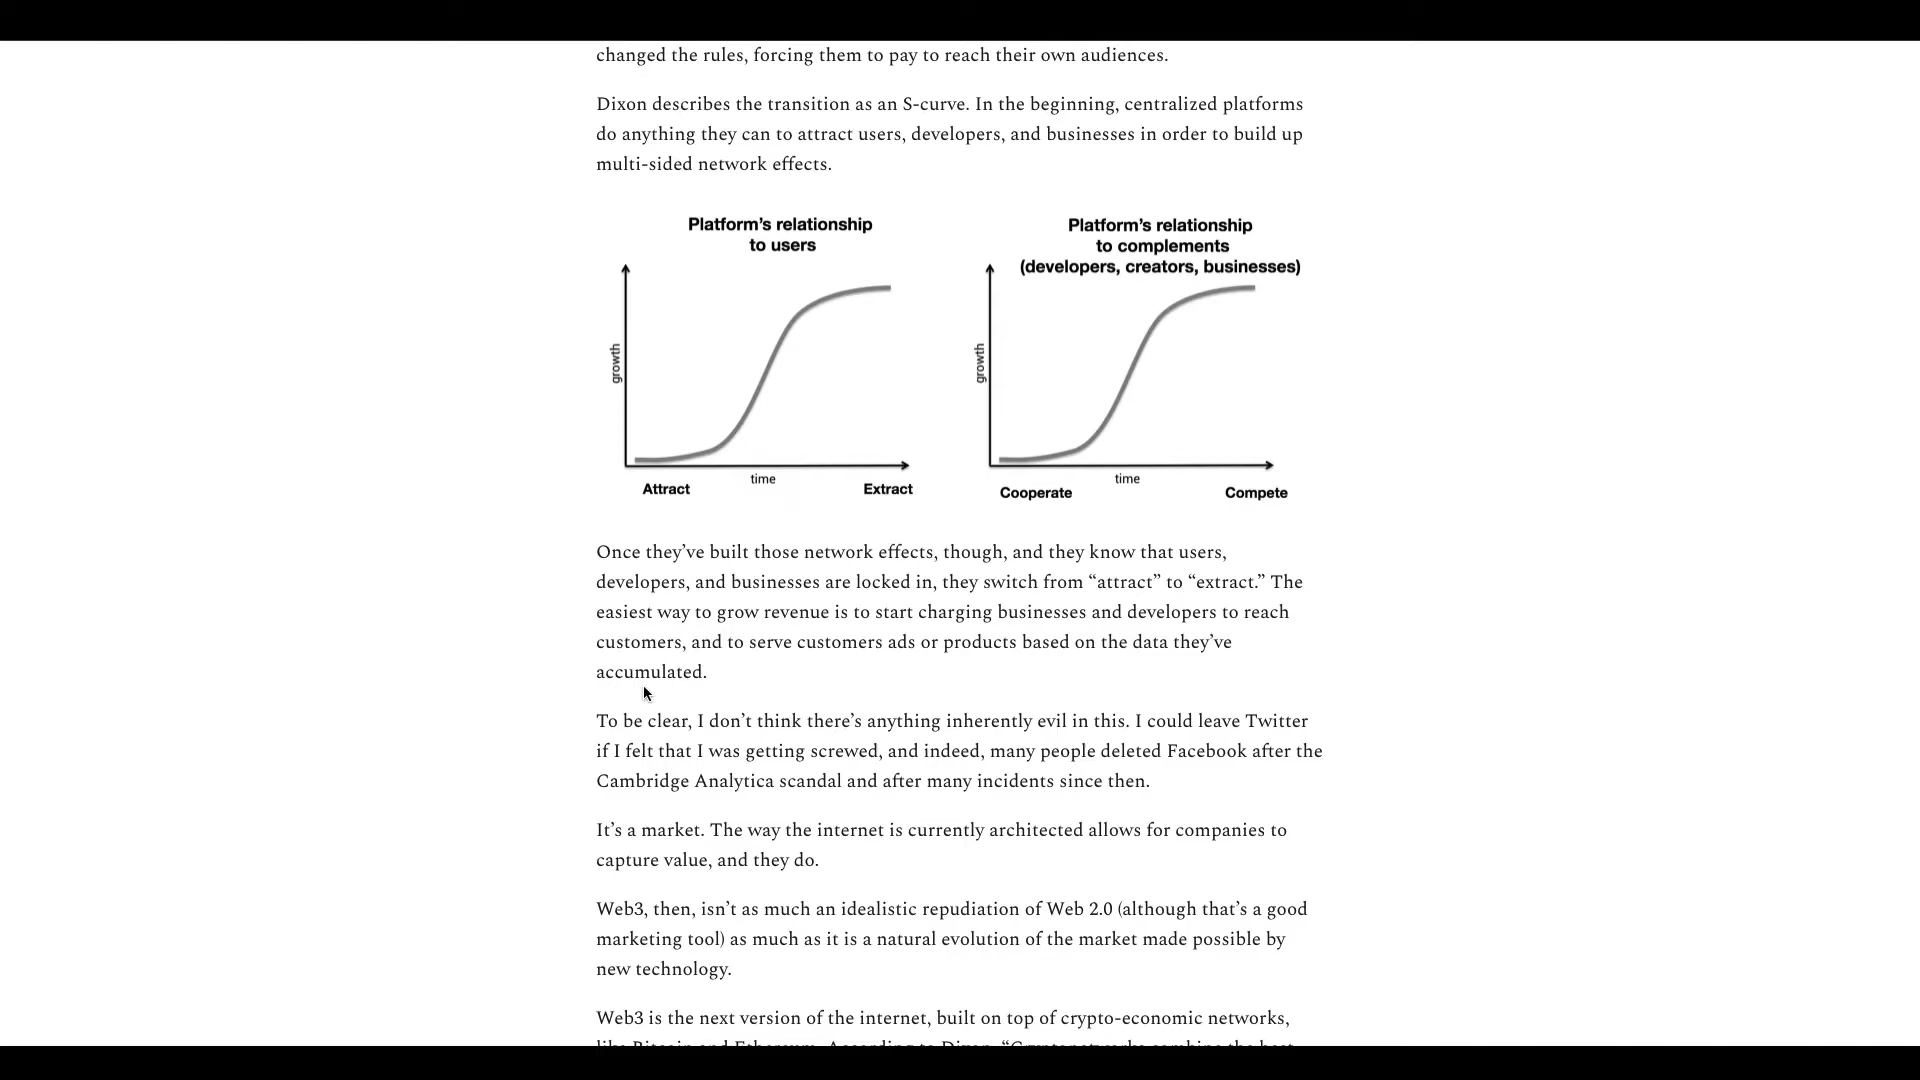 changed the rules, forcing them to pay to reach their own audiences.
Dixon describes the transition as an S-curve. In the beginning, centralized platforms
do anything they can to attract users, developers, and businesses in order to build up
multi-sided network effects.
Platform’s relationship
to users
growth
time
Attract
Extract
Platform’s relationship
to complements
(developers, creators, businesses)
growth
time
Cooperate
Compete
Once they’ve built those network effects, though, and they know that users,
developers, and businesses are locked in, they switch from “attract” to “extract.” The
easiest way to grow revenue is to start charging businesses and developers to reach
customers, and to serve customers ads or products based on the data they’ve
accumulated.
To be clear, I don’t think there’s anything inherently evil in this. I could leave Twitter
if I felt that I was getting screwed, and indeed, many people deleted Facebook after the
Cambridge Analytica scandal and after many incidents since then.
It’s a market. The way the internet is currently architected allows for companies to
capture value, and they do.
Web3, then, isn’t as much an idealistic repudiation of Web 2.0 (although that’s a good
marketing tool) as much as it is a natural evolution of the market made possible by
new technology.
Web3 is the next version of the internet, built on top of crypto-economic networks,
like Bitcoin and Ethereum. According to Dixon, “Cryptonetworks combine the best